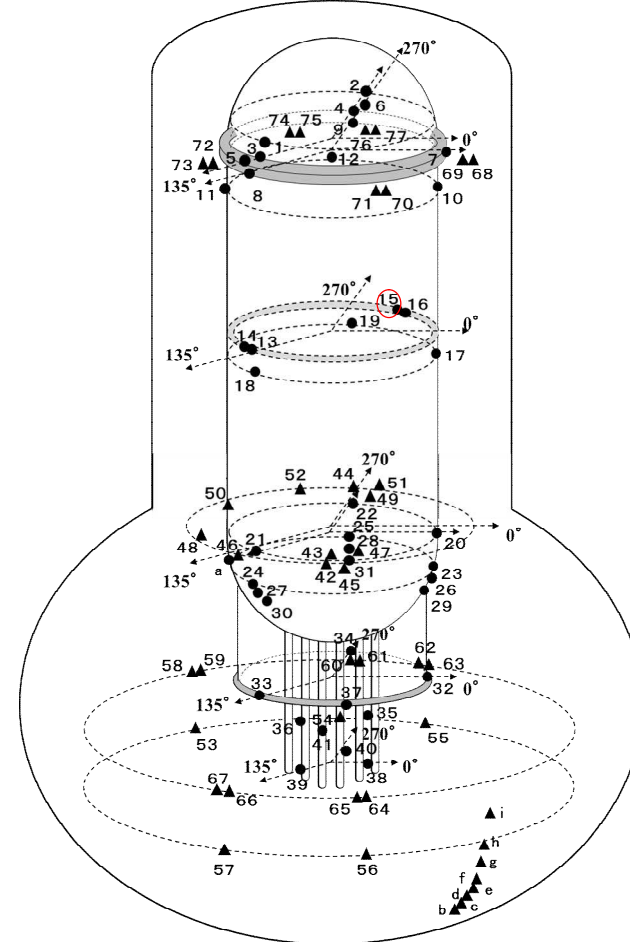 270°
2
4 6
74 75 9 77
72 3 1 76 0°
73 5 12 7
135° 8 69 68
11 71 70 10
270°
15 16
19 0°
14 13
135° 17
18
270°
52 44 51
50 49
22
25 0°
48 46 21 28 20
43 47
135° a 42 31 23
24 45
27 26
30 29
34 270°
58 59 60 61 62 63
33 32 0°
135° 37
36 54 35
53 41 270° 55
40
135° 39 38 0°
67 66 65 64
i
h
57 56 g
f
d e
b c